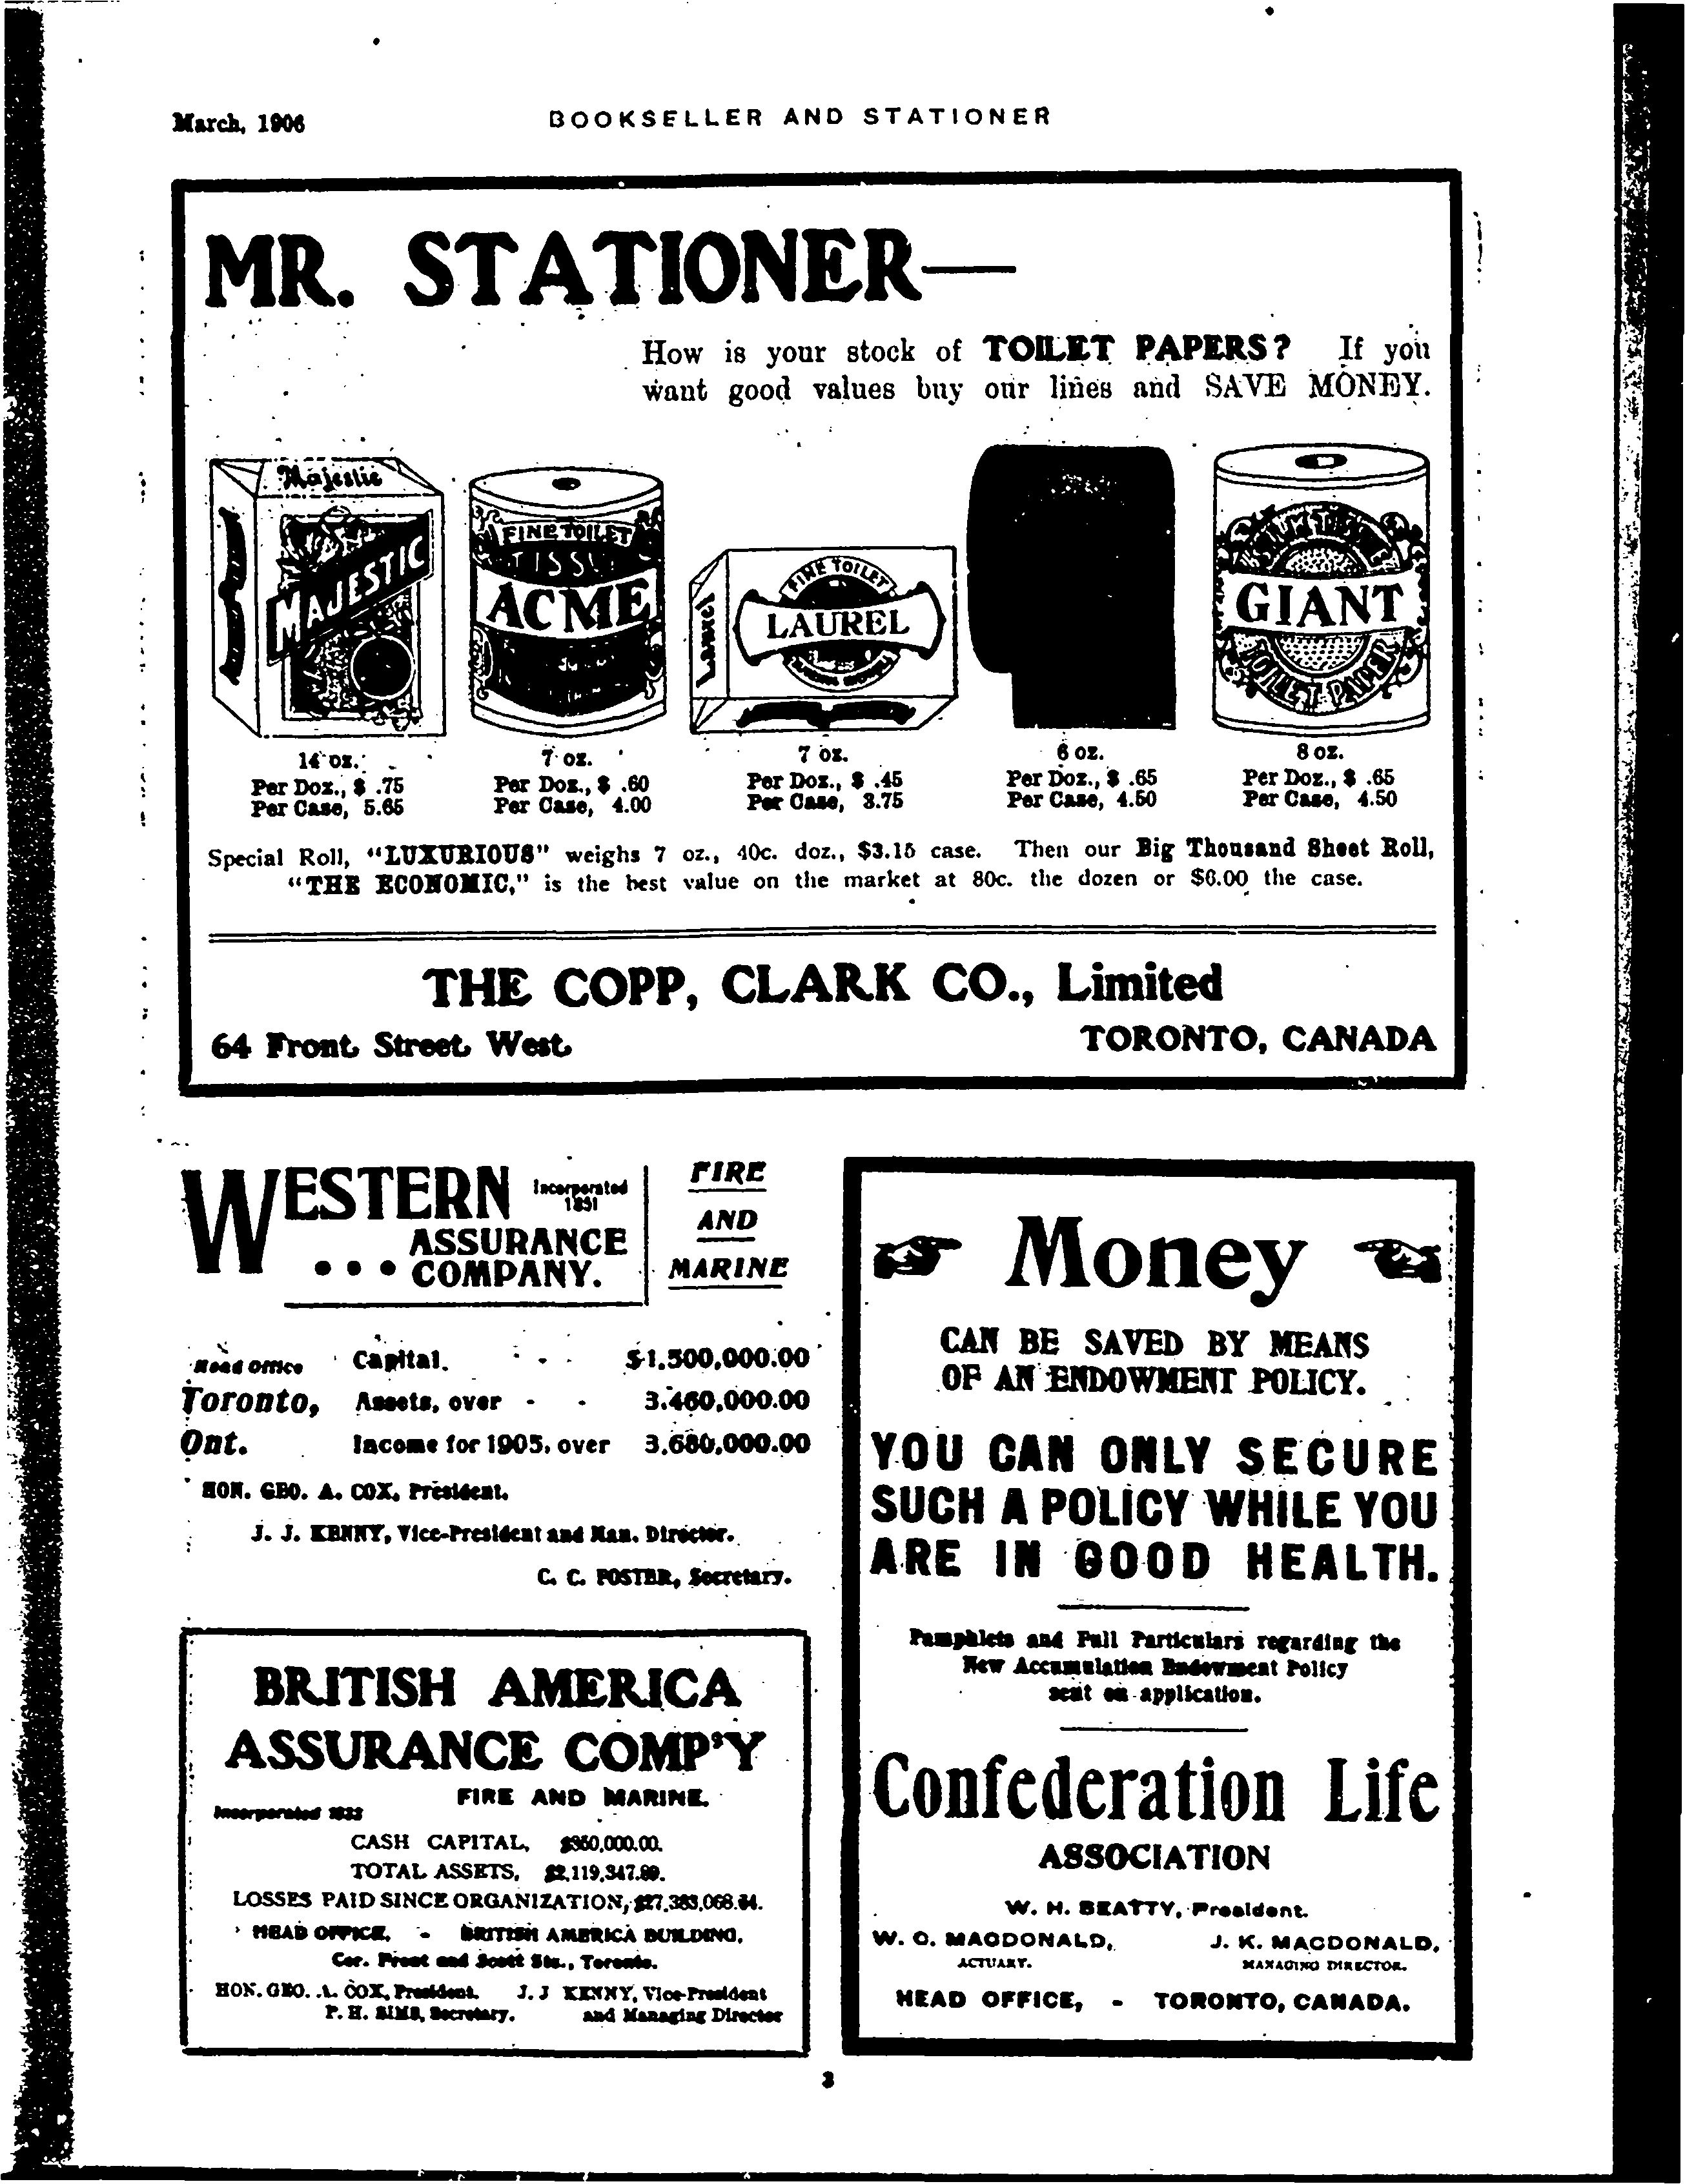 March, 1906
BOOKSELLER AND STATIONER
MR. STATIONER—
How is your stock of TOILET PAPERS? If you
want good values buy our lines and SAVE MONEY.
Majestic
MAJESTIC
FINE TOILET
TISSUE
ACME
Laurel
FINE TOILET
LAUREL
SILK TISSUE
GIANT
TOILET PAPER
14 oz.
Per Doz., $ .75
Per Case, 5.65
7 oz.
Per Doz., $ .60
Per Case, 4.00
7 oz.
Per Doz., $ .45
Per Case, 3.75
6 oz.
Per Doz., $ .65
Per Case, 4.50
8 oz.
Per Doz., $ .65
Per Case, 4.50
Special Roll, "LUXURIOUS" weighs 7 oz., 40c. doz., $3.15 case. Then our Big Thousand Sheet Roll,
"THE ECONOMIC," is the best value on the market at 80c. the dozen or $6.00 the case.
THE COPP, CLARK CO., Limited
64 Front Street West
TORONTO, CANADA
WESTERN
Incorporated
1851
ASSURANCE
... COMPANY.
FIRE
AND
MARINE
Head Office
Toronto,
Ont.
Capital. - - $1,500,000.00
Assets, over - - 3,460,000.00
Income for 1905, over 3,680,000.00
HON. GEO. A. COX, President.
J. J. KENNY, Vice-President and Man. Director.
C. C. FOSTER, Secretary.
BRITISH AMERICA
ASSURANCE COMP'Y
FIRE AND MARINE.
Incorporated 1833
CASH CAPITAL, $850,000.00.
TOTAL ASSETS, $2,119,347.89.
LOSSES PAID SINCE ORGANIZATION, $27,383,068.64.
HEAD OFFICE, - BRITISH AMERICA BUILDING,
Cor. Front and Scott Sts., Toronto.
HON. GEO. A. COX, President. J. J KENNY, Vice-President
P. H. SIMS, Secretary. and Managing Director
☞ Money ☜
CAN BE SAVED BY MEANS
OF AN ENDOWMENT POLICY.
YOU CAN ONLY SECURE
SUCH A POLICY WHILE YOU
ARE IN GOOD HEALTH.
Pamphlets and Full Particulars regarding the
New Accumulation Endowment Policy
sent on application.
Confederation Life
ASSOCIATION
W. H. BEATTY, President.
W. C. MACDONALD,
ACTUARY.
J. K. MACDONALD,
MANAGING DIRECTOR.
HEAD OFFICE, - TORONTO, CANADA.
3